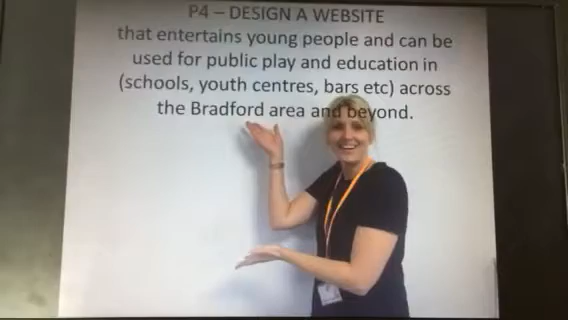 P4 – DESIGN A WEBSITE
that entertains young people and can be
used for public play and education in
(schools, youth centres, bars etc) across
the Bradford area and beyond.